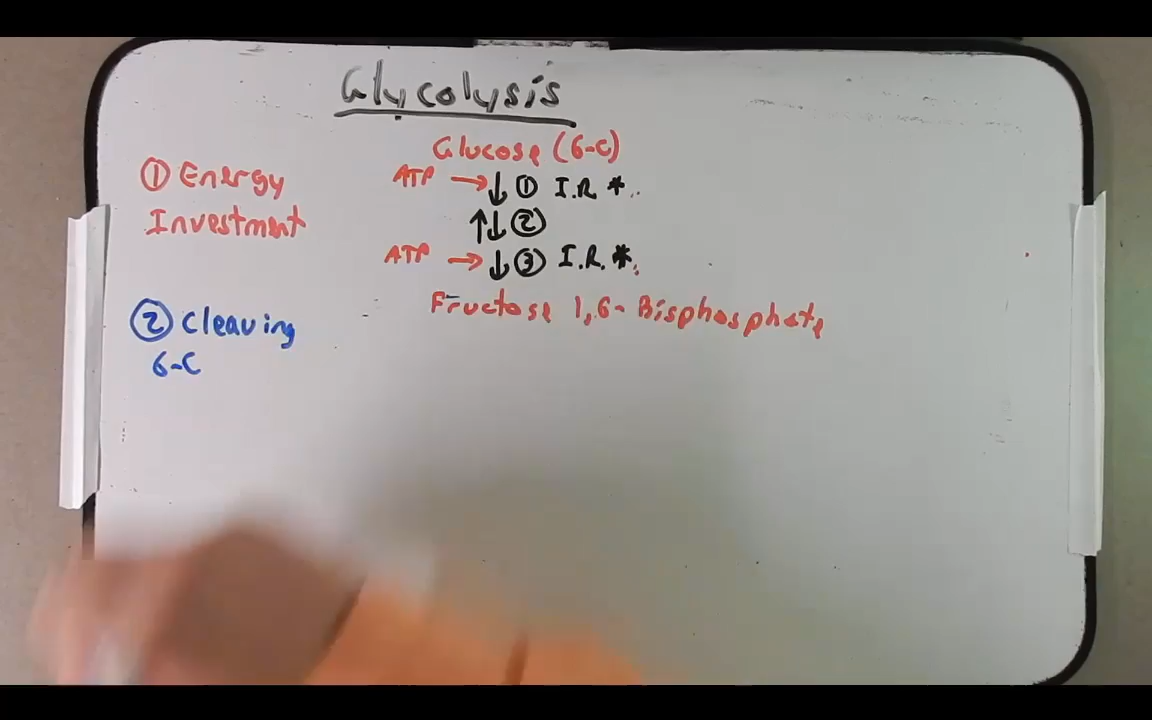 Glycolysis
Glucose (6-C)
① Energy
Investment
ATP → ↓ ① I.R *
↑↓ ②
ATP → ↓ ③ I.R. *
Fructose 1,6- Bisphosphate
② Cleaving
6-C